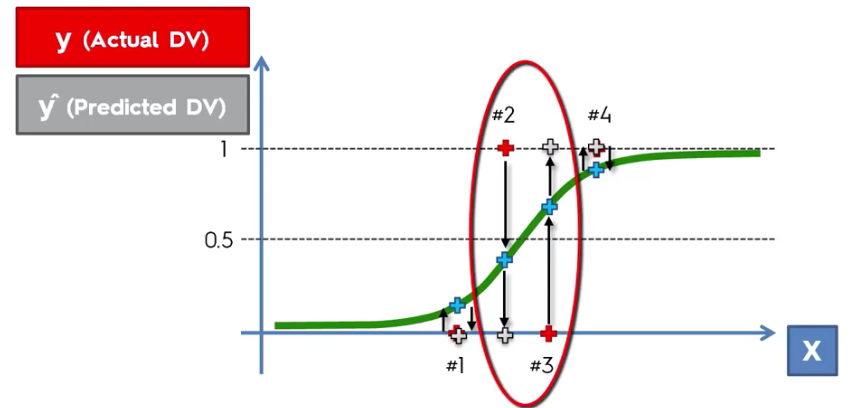 y (Actual DV)
y^ (Predicted DV)
#2
#4
1
0.5
#1
#3
X